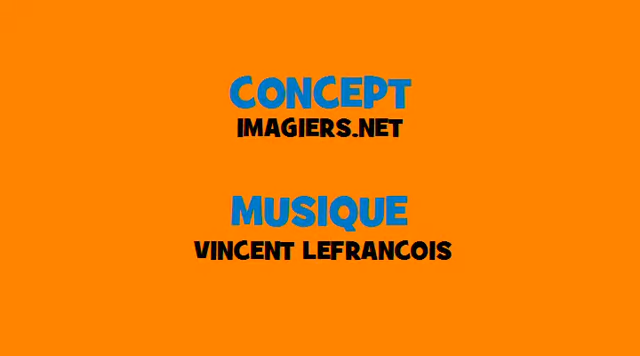 CONCEPT
IMAGIERS.NET
MUSIQUE
VINCENT LEFRANCOIS